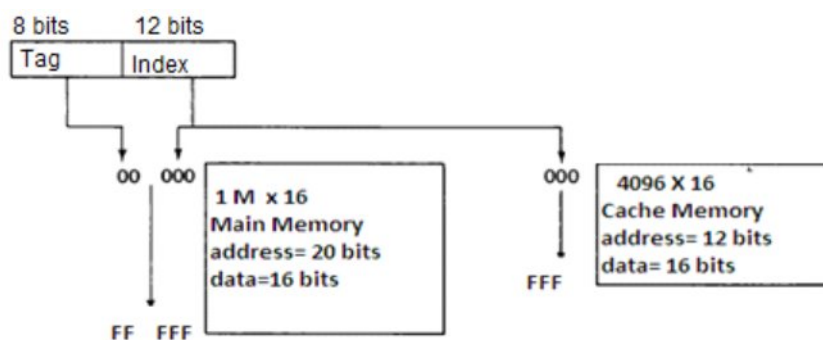 8 bits 12 bits
Tag Index
00 000
1 M x 16
Main Memory
address= 20 bits
data=16 bits
FF FFF
000
4096 X 16
Cache Memory
address= 12 bits
data= 16 bits
FFF